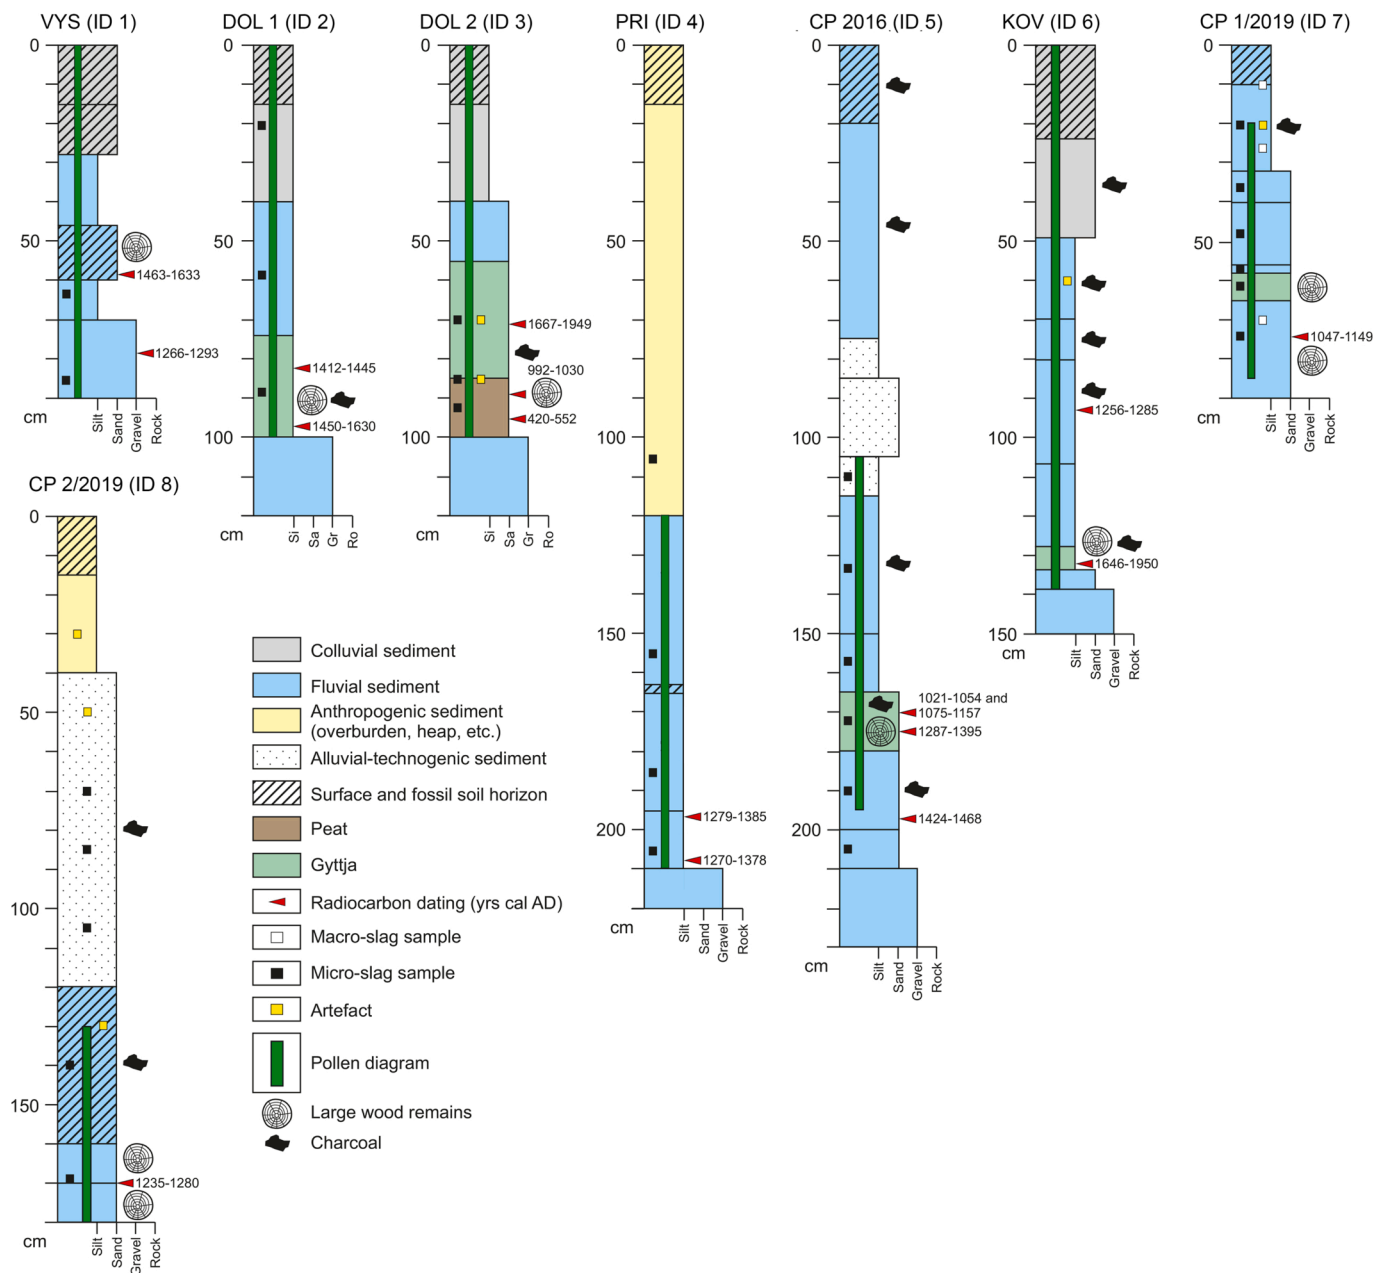 VYS (ID 1)
0
50
1463-1633
1266-1293
cm
Silt
Sand
Gravel
Rock
DOL 1 (ID 2)
0
50
1412-1445
1450-1630
100
cm
Si
Sa
Gr
Ro
DOL 2 (ID 3)
0
50
1667-1949
992-1030
420-552
100
cm
Si
Sa
Gr
Ro
PRI (ID 4)
0
50
100
150
200
1279-1385
1270-1378
cm
Silt
Sand
Gravel
Rock
CP 2016 (ID 5)
0
50
100
150
1021-1054 and
1075-1157
1287-1395
1424-1468
200
cm
Silt
Sand
Gravel
Rock
KOV (ID 6)
0
50
1256-1285
100
1646-1950
150
cm
Silt
Sand
Gravel
Rock
CP 1/2019 (ID 7)
0
50
1047-1149
cm
Silt
Sand
Gravel
Rock
CP 2/2019 (ID 8)
0
50
100
150
1235-1280
cm
Silt
Sand
Gravel
Rock
Colluvial sediment
Fluvial sediment
Anthropogenic sediment
(overburden, heap, etc.)
Alluvial-technogenic sediment
Surface and fossil soil horizon
Peat
Gyttja
Radiocarbon dating (yrs cal AD)
Macro-slag sample
Micro-slag sample
Artefact
Pollen diagram
Large wood remains
Charcoal